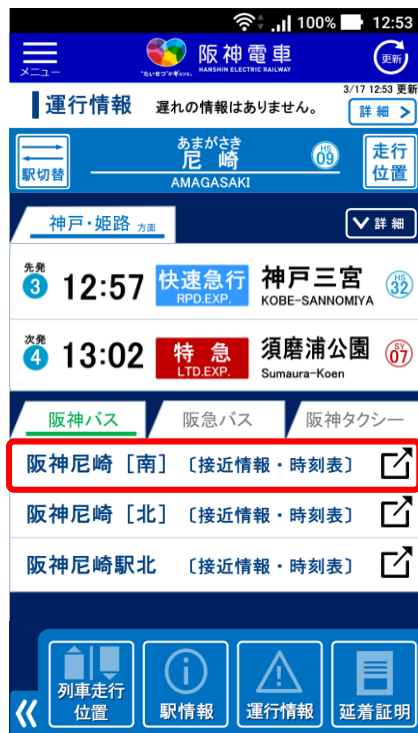 100% 12:53
阪神電車
"たいせつ"がギュッと。 HANSHIN ELECTRIC RAILWAY
メニュー
更新
運行情報 遅れの情報はありません。
3/17 12:53 更新
詳細 >
駅切替
あまがさき
尼崎
AMAGASAKI
HS 09
走行位置
神戸・姫路 方面
詳細
先発 3 12:57 快速急行 RPD.EXP. 神戸三宮 KOBE-SANNOMIYA HS 32
次発 4 13:02 特急 LTD.EXP. 須磨浦公園 Sumaura-Koen SY 07
阪神バス 阪急バス 阪神タクシー
阪神尼崎［南］〔接近情報・時刻表〕
阪神尼崎［北］〔接近情報・時刻表〕
阪神尼崎駅北 〔接近情報・時刻表〕
列車走行位置 駅情報 運行情報 延着証明